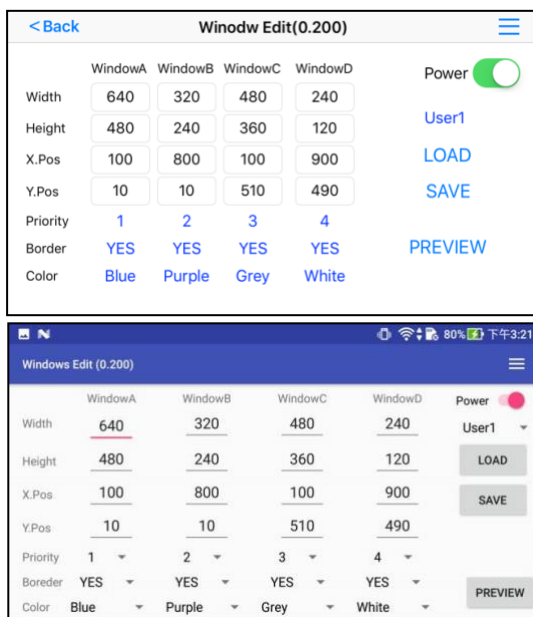 <Back Winodw Edit(0.200)
WindowA WindowB WindowC WindowD Power
Width 640 320 480 240
Height 480 240 360 120 User1
X.Pos 100 800 100 900 LOAD
Y.Pos 10 10 510 490 SAVE
Priority 1 2 3 4
Border YES YES YES YES PREVIEW
Color Blue Purple Grey White
80% 下午3:21
Windows Edit (0.200)
WindowA WindowB WindowC WindowD Power
Width 640 320 480 240 User1
Height 480 240 360 120 LOAD
X.Pos 100 800 100 900 SAVE
Y.Pos 10 10 510 490
Priority 1 2 3 4
Boreder YES YES YES YES PREVIEW
Color Blue Purple Grey White